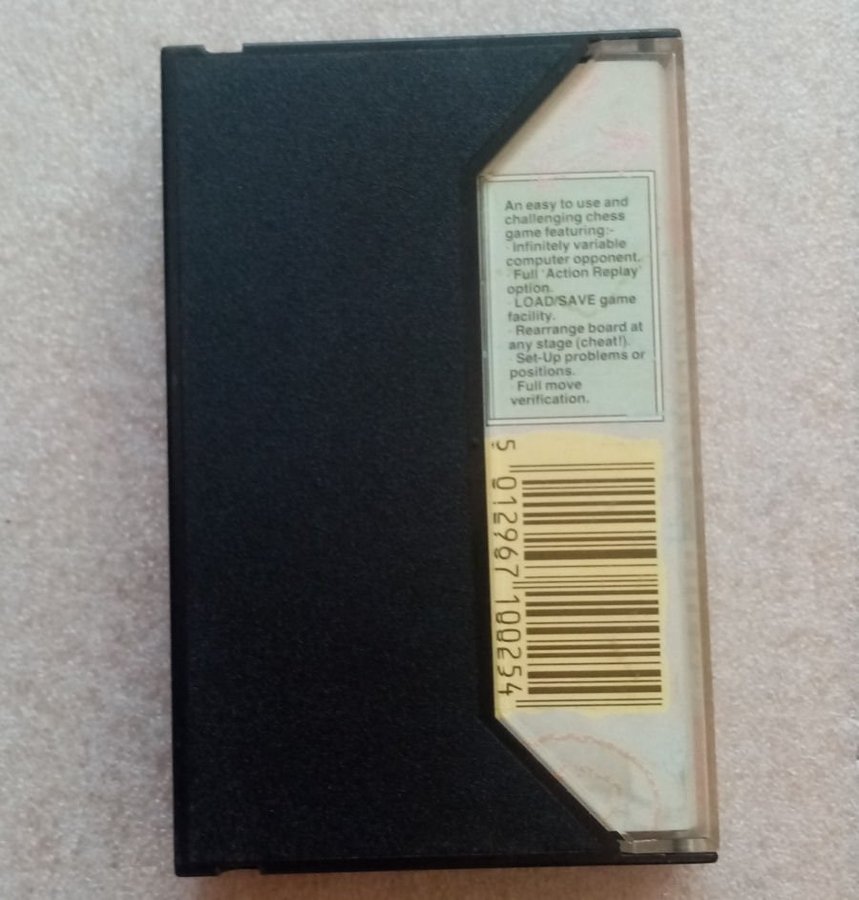 An easy to use and
challenging chess
game featuring:-
· Infinitely variable
computer opponent.
· Full 'Action Replay'
option.
· LOAD/SAVE game
facility.
· Rearrange board at
any stage (cheat!).
· Set-Up problems or
positions.
· Full move
verification.
5 012967 100254